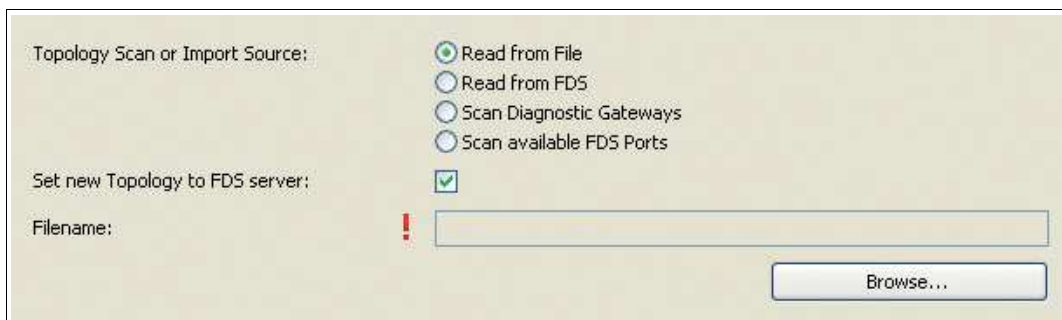 Topology Scan or Import Source:
Read from File
Read from FDS
Scan Diagnostic Gateways
Scan available FDS Ports
Set new Topology to FDS server:
Filename:
!
Browse...